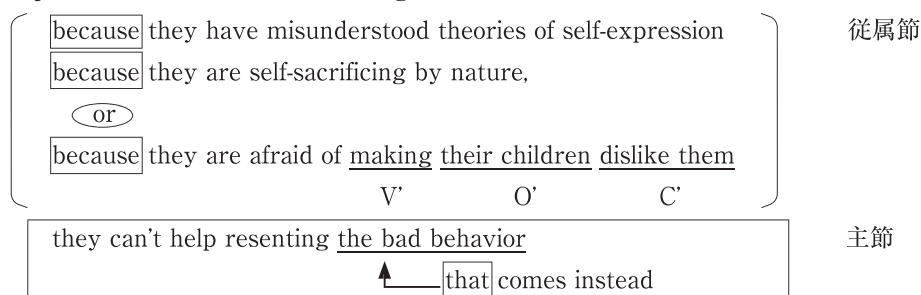 because they have misunderstood theories of self-expression 従属節
because they are self-sacrificing by nature,
or
because they are afraid of making their children dislike them
V' O' C'
they can't help resenting the bad behavior 主節
that comes instead